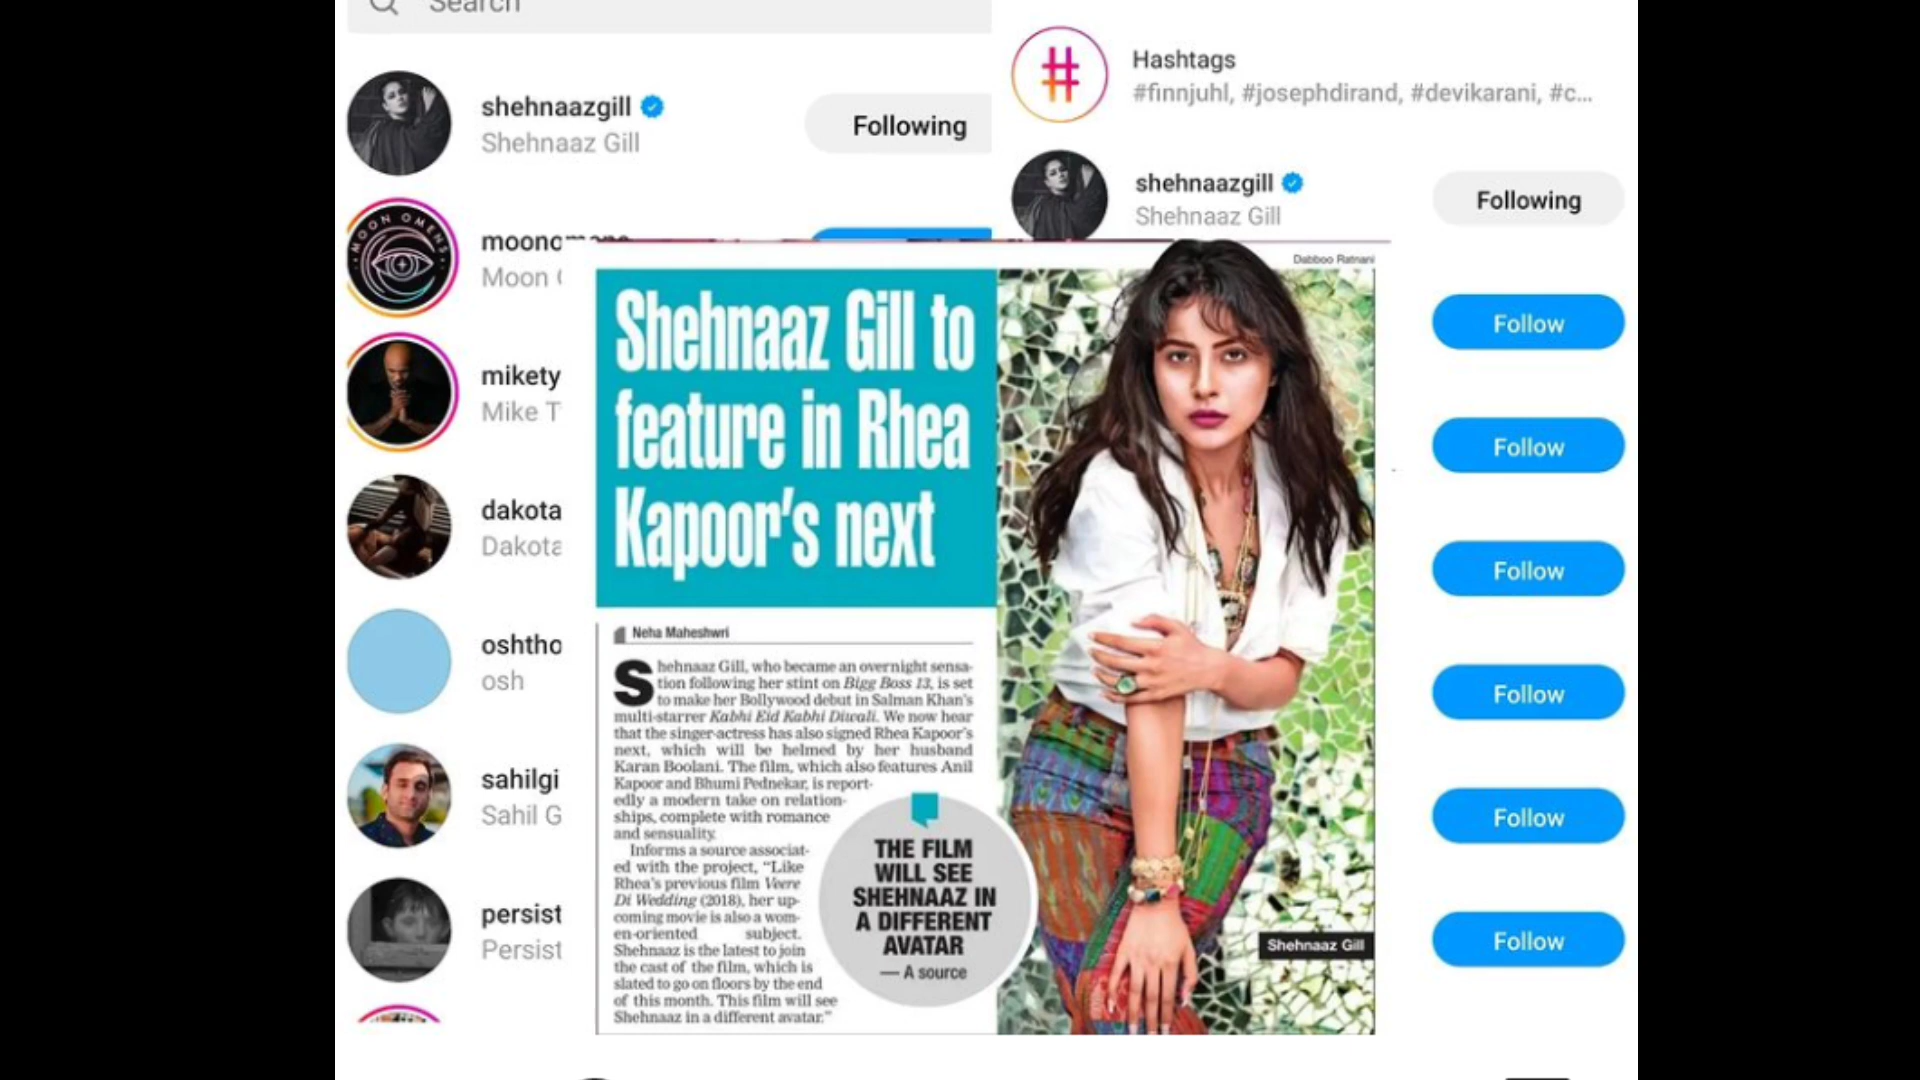 Search
shehnaazgill
Shehnaaz Gill
Following
Moon
mikety
Mike T
dakota
Dakota
oshtho
osh
sahilgi
Sahil G
persist
Persist
MOON OMENS
Hashtags
#finnjuhl, #josephdirand, #devikarani, #c...
shehnaazgill
Shehnaaz Gill
Following
Follow
Follow
Follow
Follow
Follow
Follow
Dabboo Ratnani
Shehnaaz Gill to
feature in Rhea
Kapoor's next
Neha Maheshwri
Shehnaaz Gill, who became an overnight sensa-
tion following her stint on Bigg Boss 13, is set
to make her Bollywood debut in Salman Khan's
multi-starrer Kabhi Eid Kabhi Diwali. We now hear
that the singer-actress has also signed Rhea Kapoor's
next, which will be helmed by her husband
Karan Boolani. The film, which also features Anil
Kapoor and Bhumi Pednekar, is report-
edly a modern take on relation-
ships, complete with romance
and sensuality.
Informs a source associat-
ed with the project, "Like
Rhea's previous film Veere
Di Wedding (2018), her up-
coming movie is also a wom-
en-oriented subject.
Shehnaaz is the latest to join
the cast of the film, which is
slated to go on floors by the end
of this month. This film will see
Shehnaaz in a different avatar."
THE FILM
WILL SEE
SHEHNAAZ IN
A DIFFERENT
AVATAR
— A source
Shehnaaz Gill